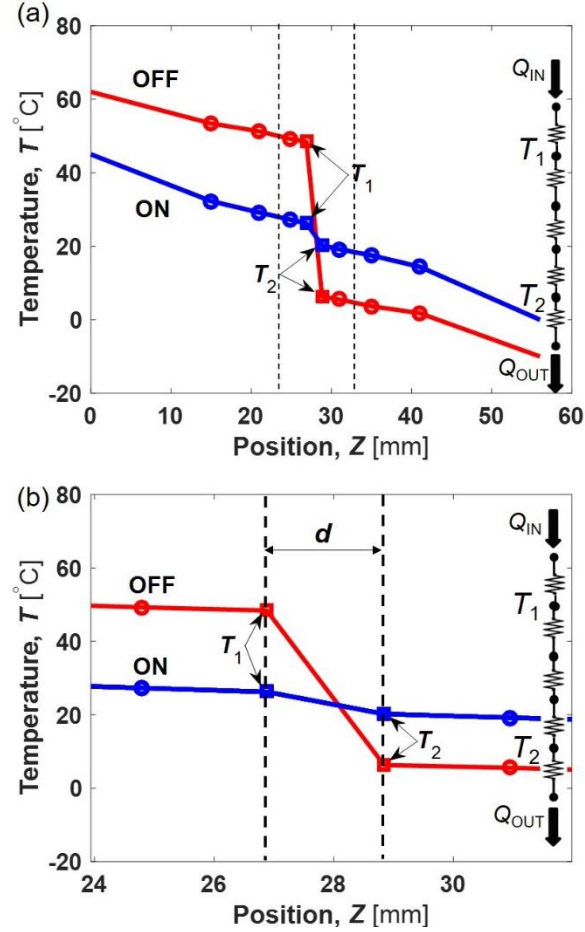 (a)
80
60
40
20
0
-20
0 10 20 30 40 50 60
Temperature, T [°C]
Position, Z [mm]
OFF
ON
T1
T2
QIN
T1
T2
QOUT
(b)
80
60
40
20
0
-20
24 26 28 30
Temperature, T [°C]
Position, Z [mm]
d
OFF
ON
T1
T2
QIN
T1
T2
QOUT